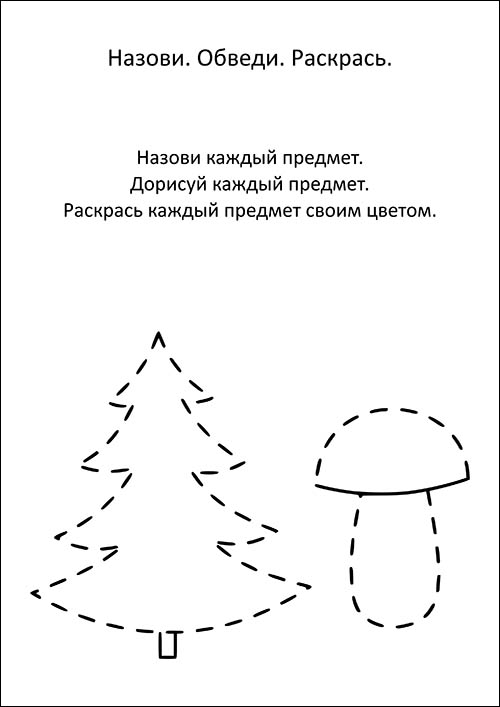 Назови. Обведи. Раскрась.
Назови каждый предмет.
Дорисуй каждый предмет.
Раскрась каждый предмет своим цветом.